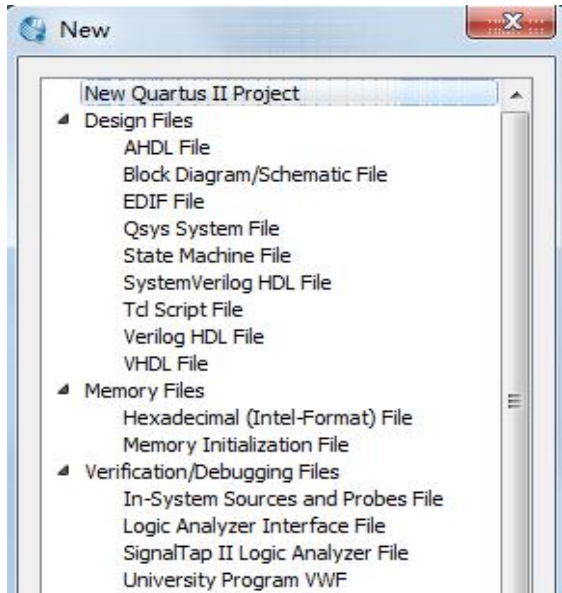 New
New Quartus II Project
Design Files
AHDL File
Block Diagram/Schematic File
EDIF File
Qsys System File
State Machine File
SystemVerilog HDL File
Tcl Script File
Verilog HDL File
VHDL File
Memory Files
Hexadecimal (Intel-Format) File
Memory Initialization File
Verification/Debugging Files
In-System Sources and Probes File
Logic Analyzer Interface File
SignalTap II Logic Analyzer File
University Program VWF